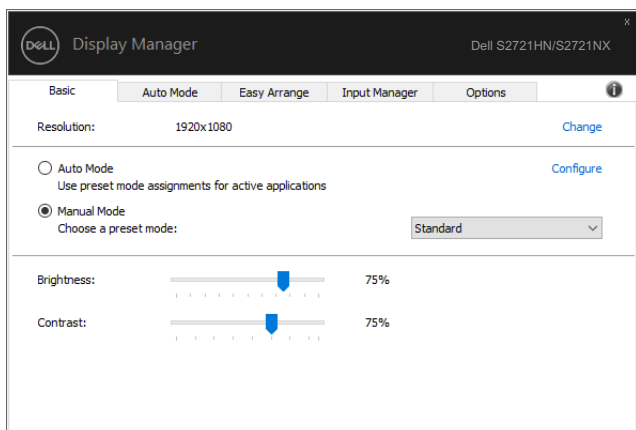 x
DELL Display Manager Dell S2721HN/S2721NX
Basic Auto Mode Easy Arrange Input Manager Options i
Resolution: 1920x1080 Change
Auto Mode Configure
Use preset mode assignments for active applications
Manual Mode
Choose a preset mode: Standard
Brightness: 75%
Contrast: 75%